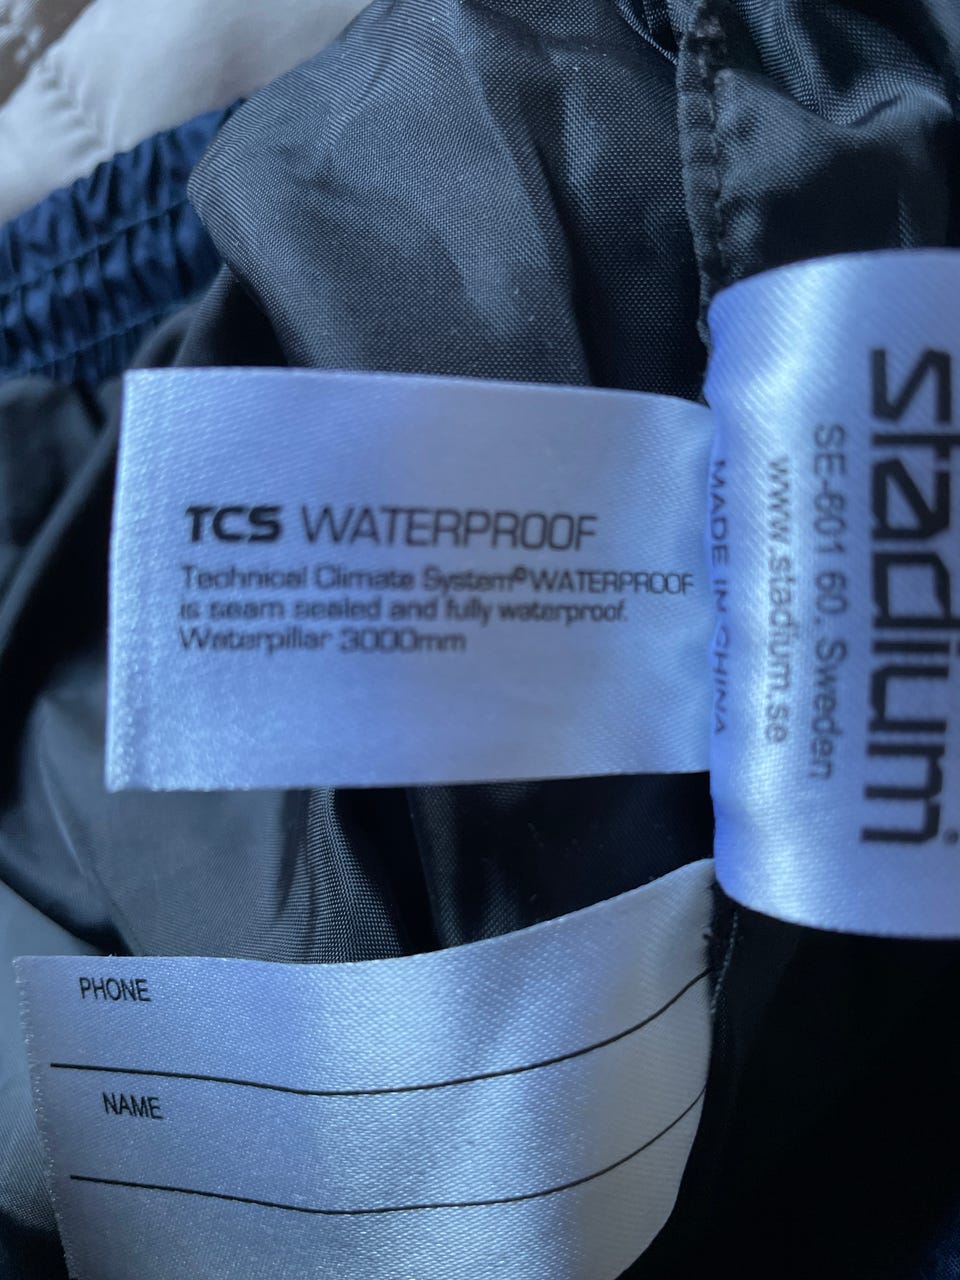 TCS WATERPROOF
Technical Climate System®WATERPROOF
is seam sealed and fully waterproof.
Waterpillar 3000mm
MADE IN CHINA
stadium
SE-601 60. Sweden
www.stadium.se
PHONE
NAME